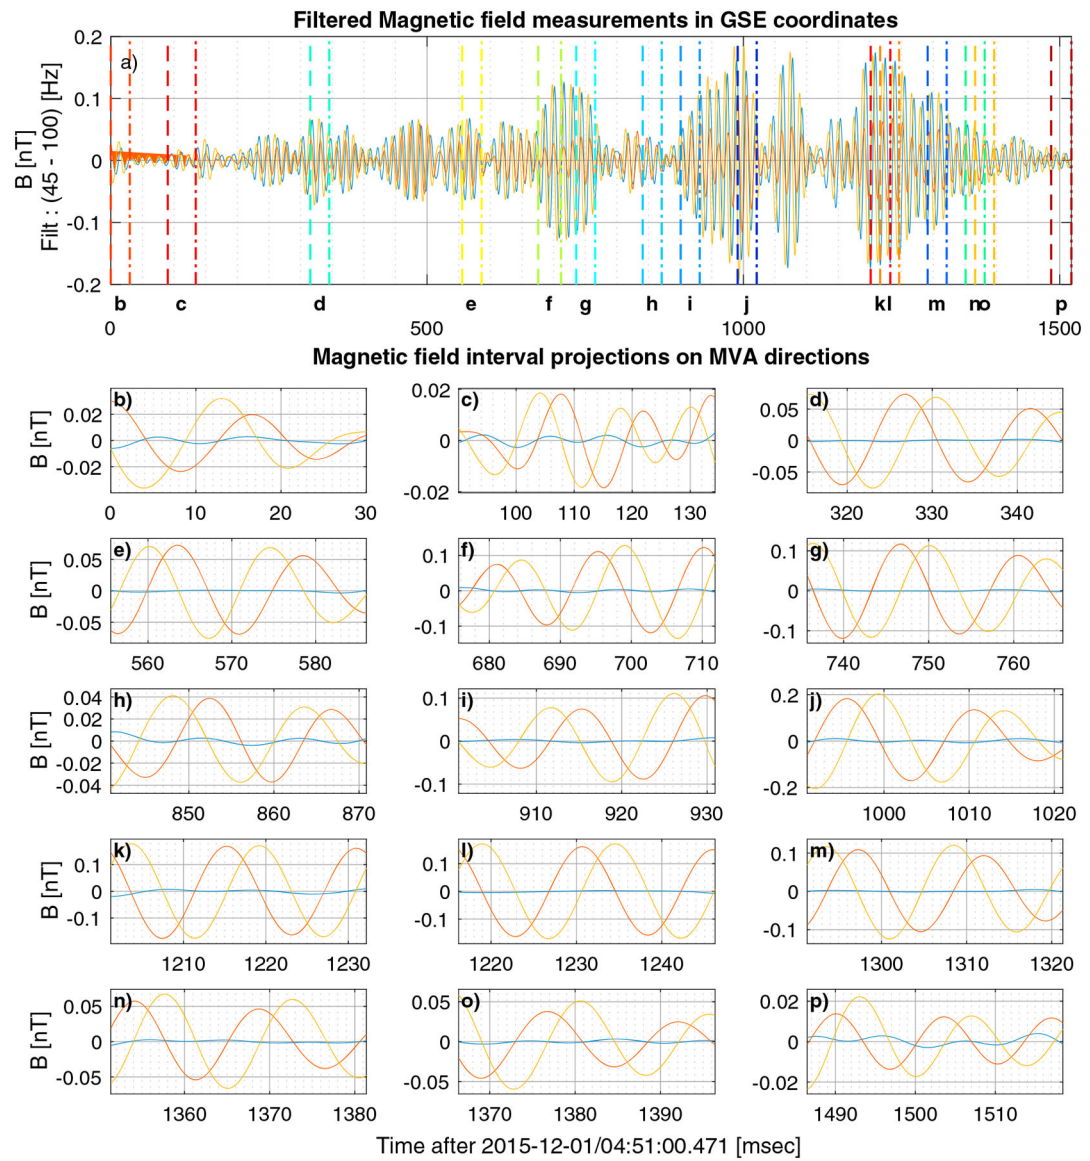 Filtered Magnetic field measurements in GSE coordinates
B [nT]
Filt : (45 - 100) [Hz]
a)
0.2
0.1
0
-0.1
-0.2
b c d e f g h i j k l m n o p
0 500 1000 1500
Magnetic field interval projections on MVA directions
B [nT]
b)
0.02
0
-0.02
0 10 20 30
c)
0.02
0
-0.02
100 110 120 130
d)
0.05
0
-0.05
320 330 340
B [nT]
e)
0.05
0
-0.05
560 570 580
f)
0.1
0
-0.1
680 690 700 710
g)
0.1
0
-0.1
740 750 760
B [nT]
h)
0.04
0.02
0
-0.02
-0.04
850 860 870
i)
0.1
0
-0.1
910 920 930
j)
0.2
0
-0.2
1000 1010 1020
B [nT]
k)
0.1
0
-0.1
1210 1220 1230
l)
0.1
0
-0.1
1220 1230 1240
m)
0.1
0
-0.1
1300 1310 1320
B [nT]
n)
0.05
0
-0.05
1360 1370 1380
o)
0.05
0
-0.05
1370 1380 1390
p)
0.02
0
-0.02
1490 1500 1510
Time after 2015-12-01/04:51:00.471 [msec]